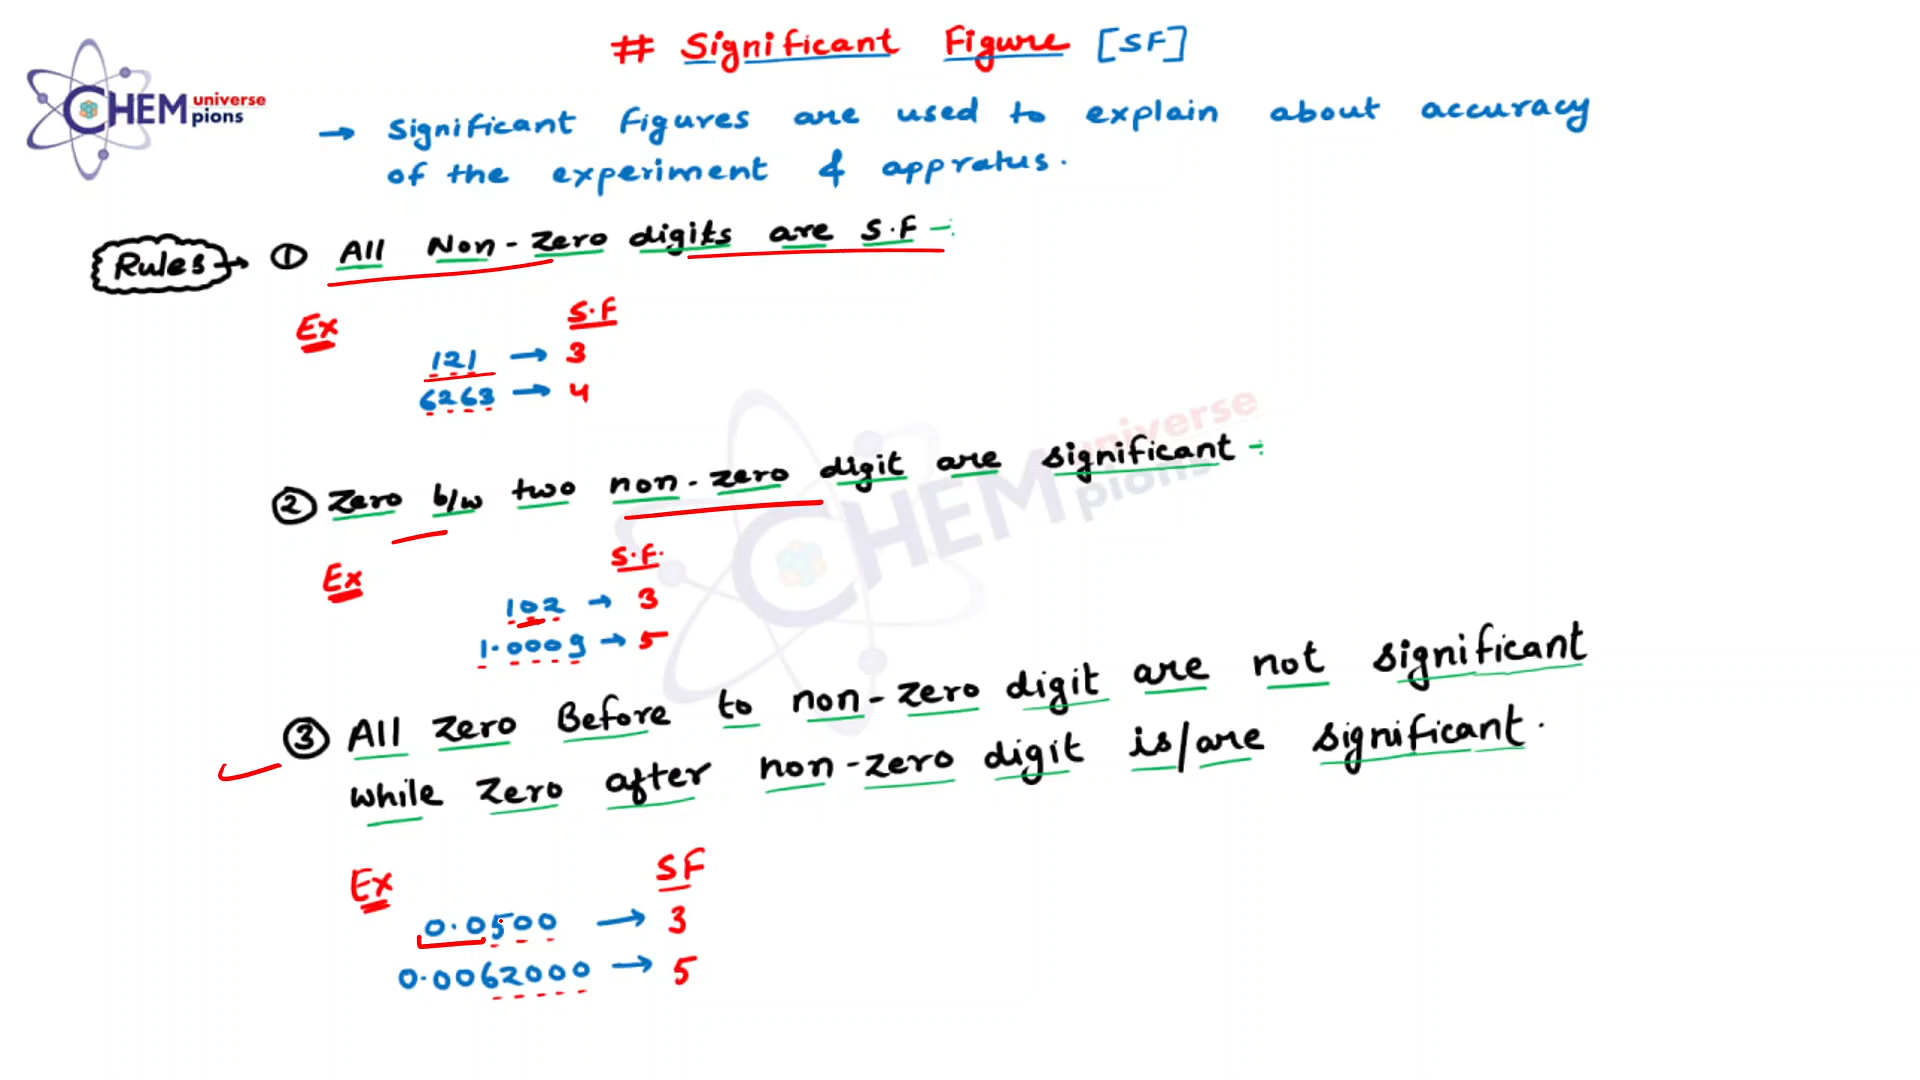 # Significant Figure [SF]
CHEM universe
pions
→ Significant figures are used to explain about accuracy
of the experiment & appratus.
Rules → ① All Non-Zero digits are S.F -:
Ex
S.F
121 → 3
6263 → 4
② Zero b/w two non-zero digit are significant -:
Ex
S.F.
102 → 3
1.0009 → 5
③ All zero Before to non-zero digit are not significant
while zero after non-zero digit is/are significant.
Ex
SF
0.0500 → 3
0.0062000 → 5
CHEM universe
pions